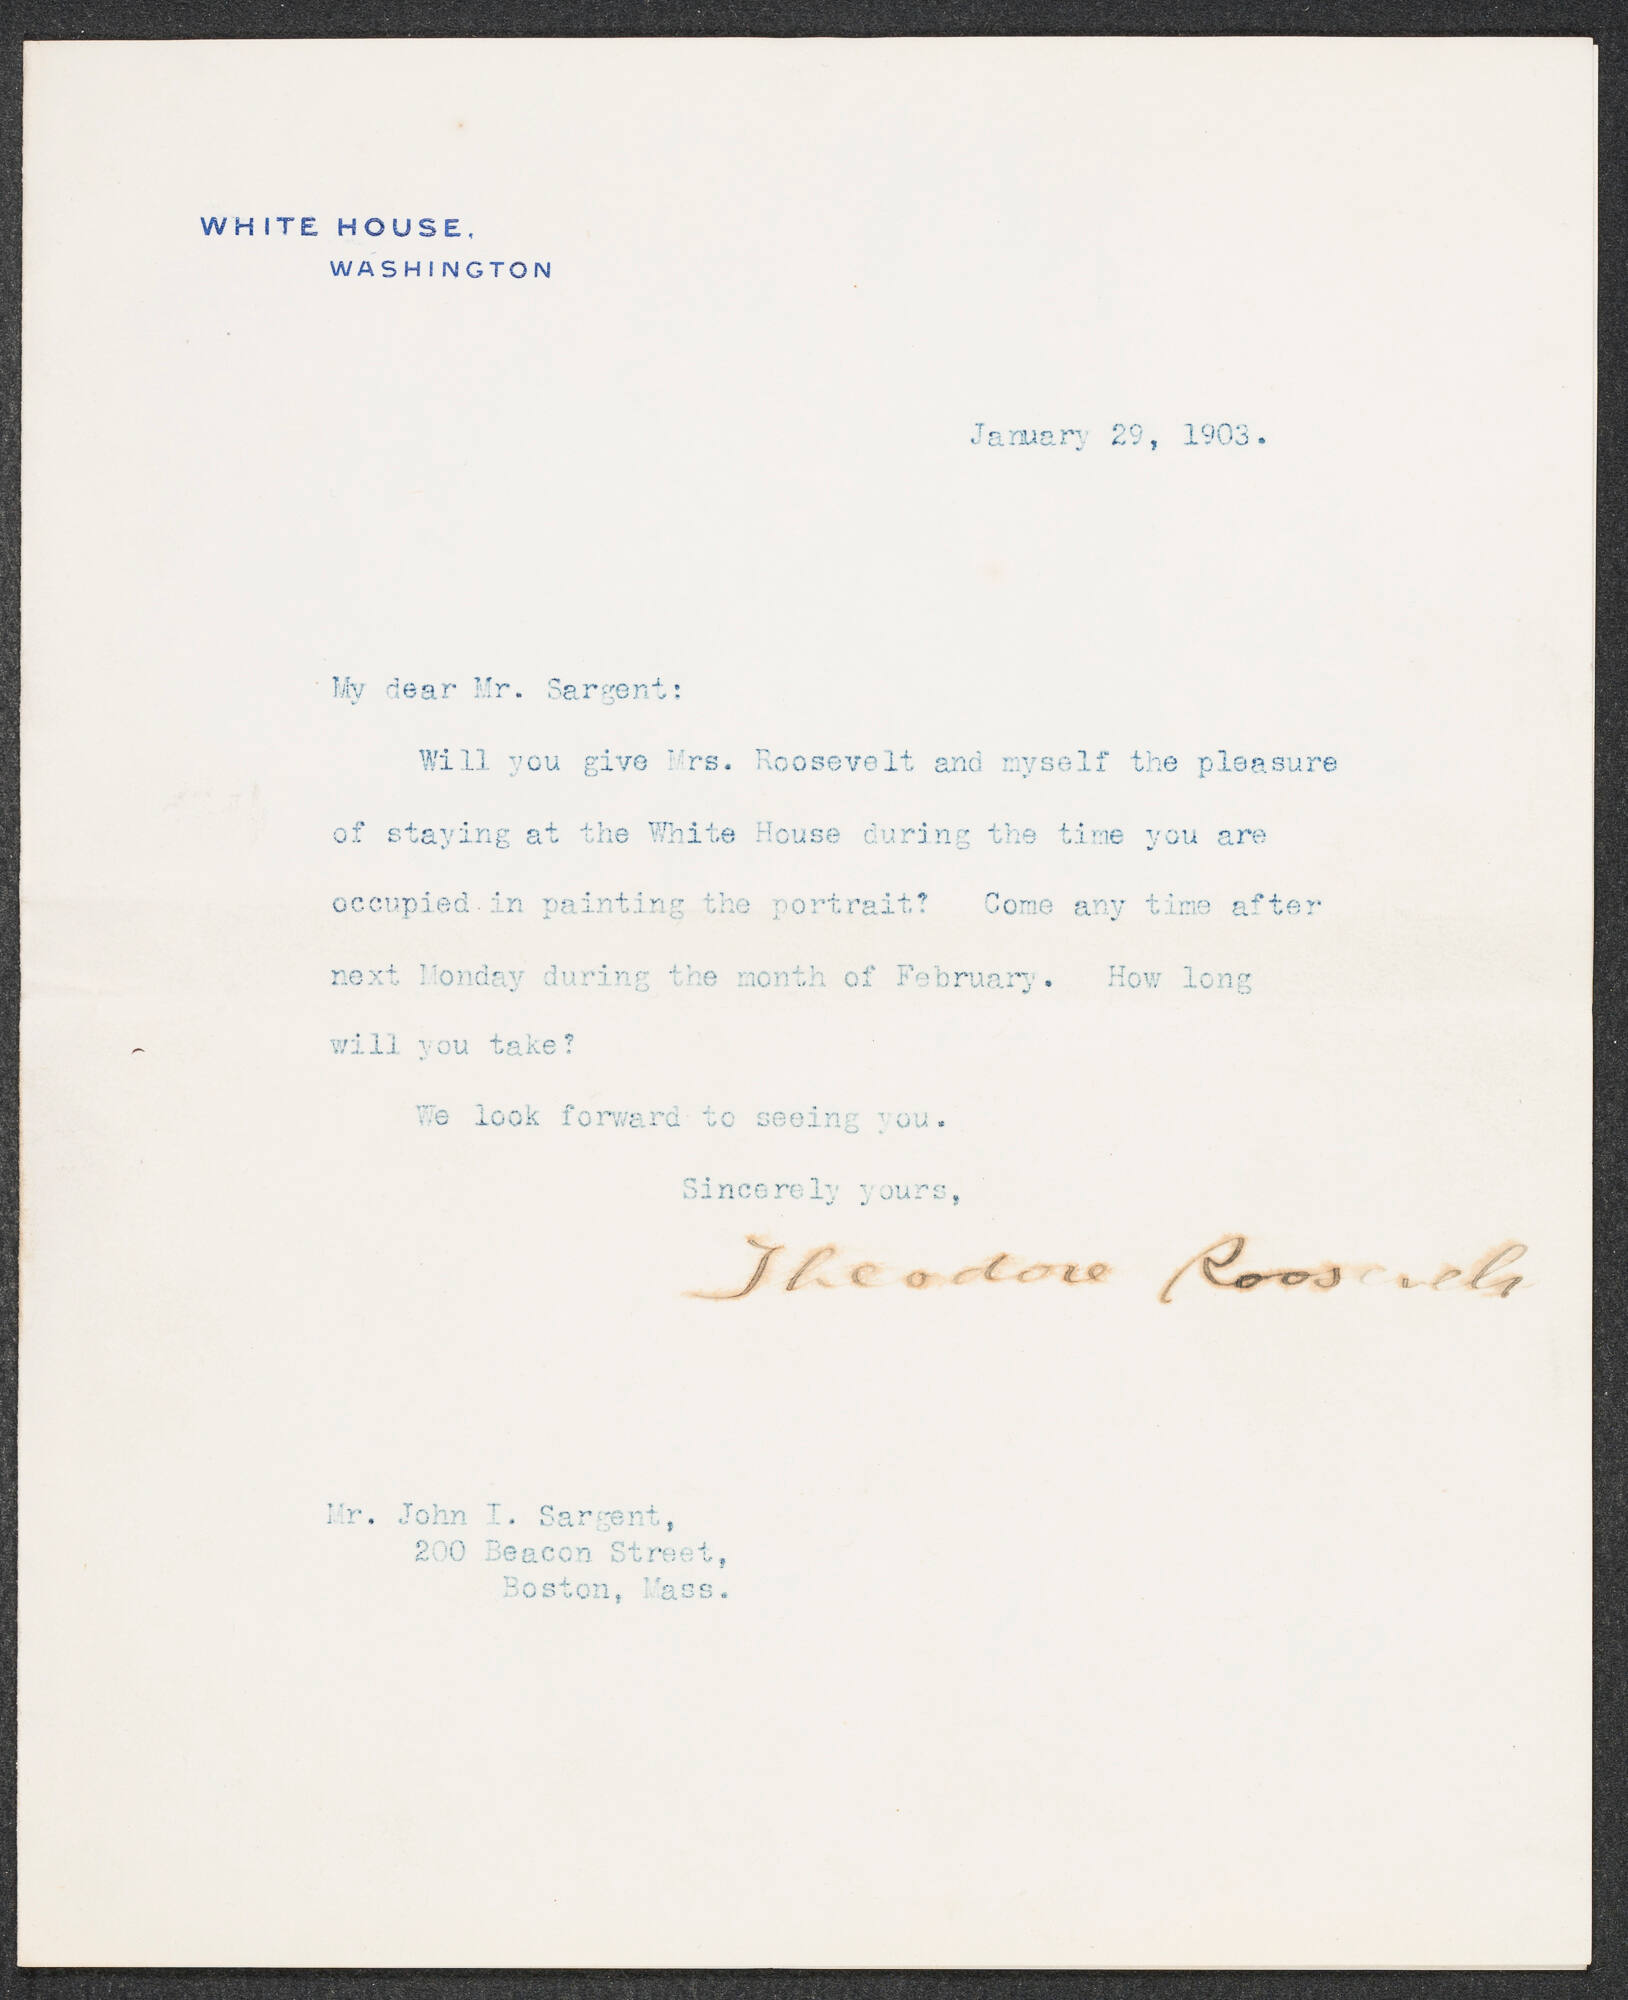 WHITE HOUSE,
WASHINGTON
January 29, 1903.
My dear Mr. Sargent:
Will you give Mrs. Roosevelt and myself the pleasure
of staying at the White House during the time you are
occupied in painting the portrait? Come any time after
next Monday during the month of February. How long
will you take?
We look forward to seeing you.
Sincerely yours,
Theodore Roosevelt
Mr. John I. Sargent,
200 Beacon Street,
Boston, Mass.